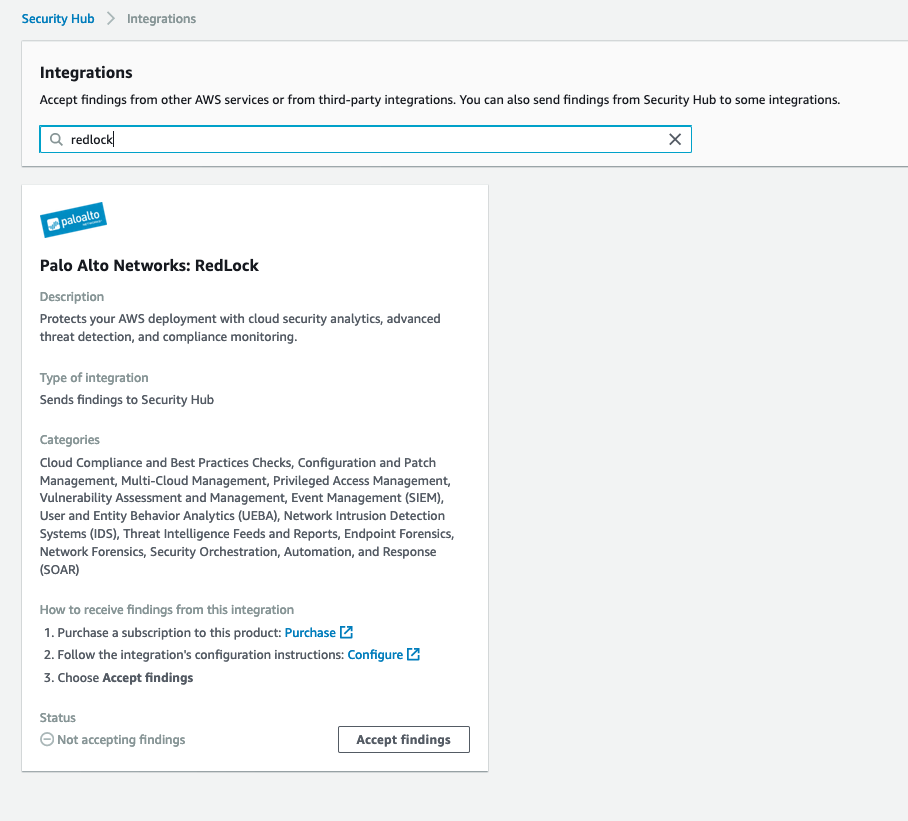 Security Hub > Integrations
Integrations
Accept findings from other AWS services or from third-party integrations. You can also send findings from Security Hub to some integrations.
redlock
paloalto
Palo Alto Networks: RedLock
Description
Protects your AWS deployment with cloud security analytics, advanced
threat detection, and compliance monitoring.
Type of integration
Sends findings to Security Hub
Categories
Cloud Compliance and Best Practices Checks, Configuration and Patch
Management, Multi-Cloud Management, Privileged Access Management,
Vulnerability Assessment and Management, Event Management (SIEM),
User and Entity Behavior Analytics (UEBA), Network Intrusion Detection
Systems (IDS), Threat Intelligence Feeds and Reports, Endpoint Forensics,
Network Forensics, Security Orchestration, Automation, and Response
(SOAR)
How to receive findings from this integration
1. Purchase a subscription to this product: Purchase
2. Follow the integration's configuration instructions: Configure
3. Choose Accept findings
Status
Not accepting findings
Accept findings